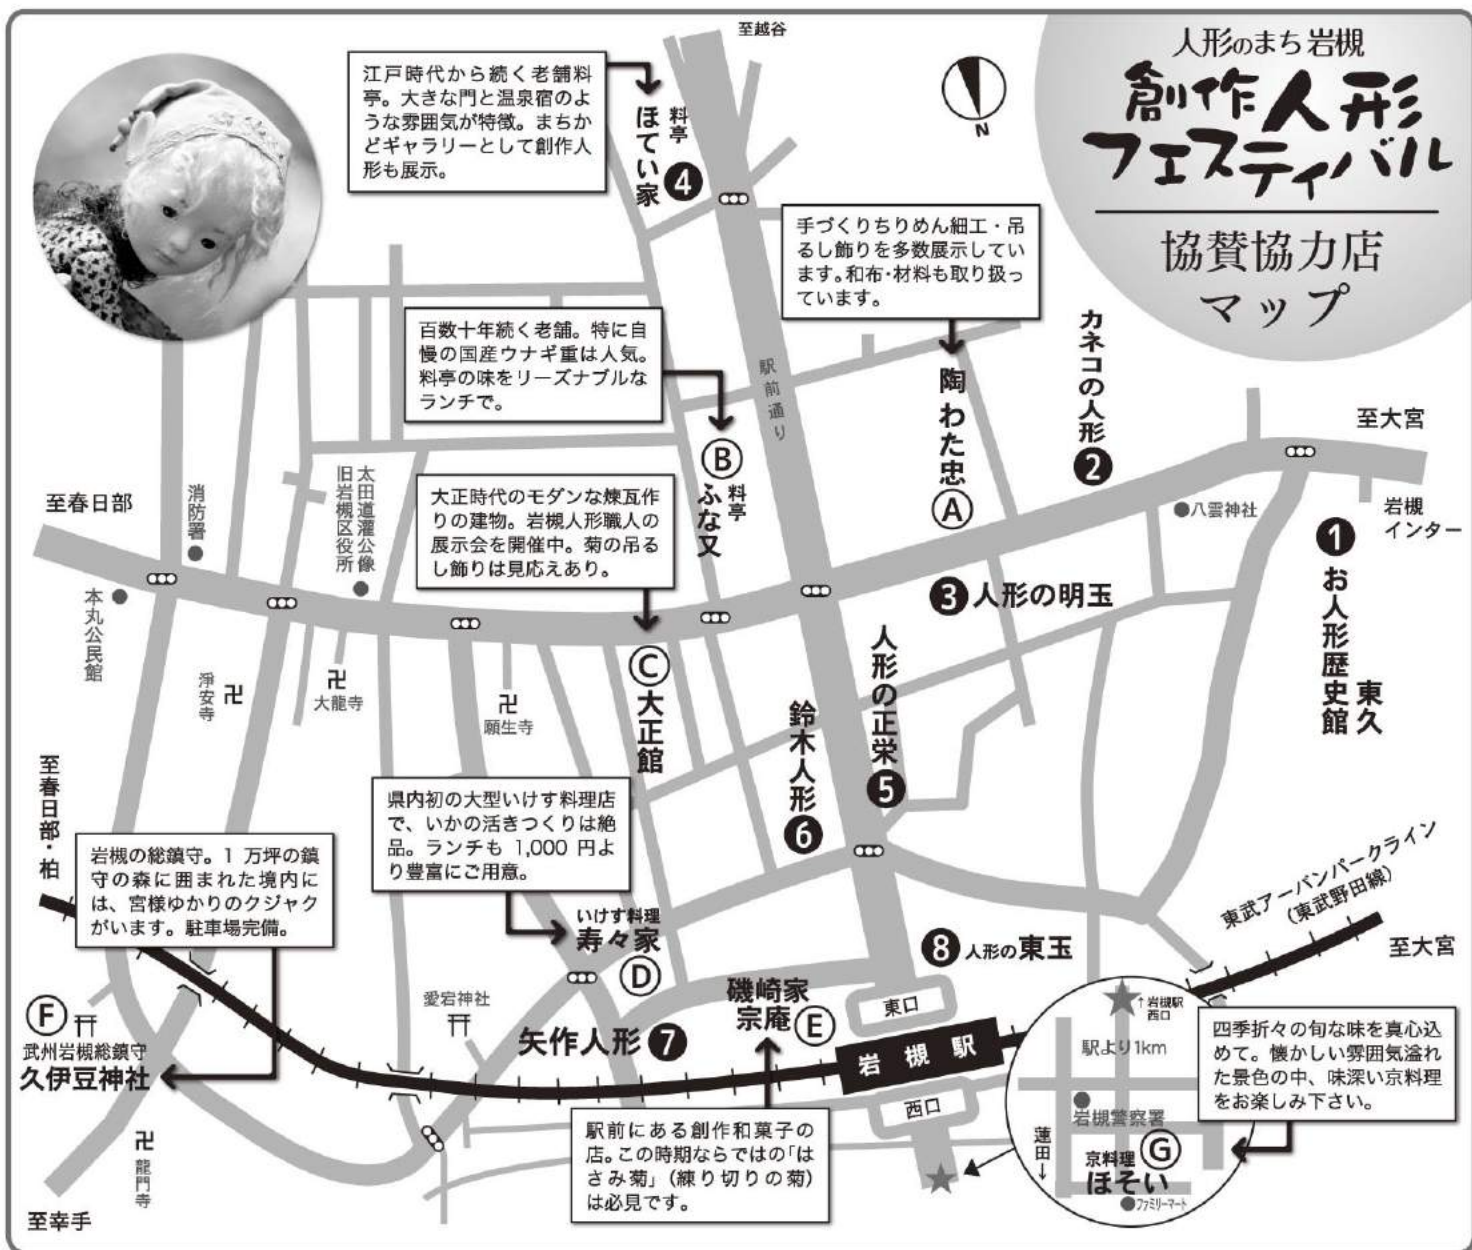 人形のまち 岩槻
創作人形
フェスティバル
協賛協力店
マップ
至越谷
N
江戸時代から続く老舗料
亭。大きな門と温泉宿のよ
うな雰囲気が特徴。まちか
どギャラリーとして創作人
形も展示。
料亭
ほてい家
4
手づくりちりめん細工・吊
るし飾りを多数展示してい
ます。和布・材料も取り扱っ
ています。
陶 わた忠
A
カネコの人形
2
百数十年続く老舗。特に自
慢の国産ウナギ重は人気。
料亭の味をリーズナブルな
ランチで。
B
料亭
ふな又
駅前通り
至大宮
岩槻
インター
八雲神社
1
お人形歴史館
東久
大正時代のモダンな煉瓦作
りの建物。岩槻人形職人の
展示会を開催中。菊の吊る
し飾りは見応えあり。
C
大正館
至春日部
消防署
太田道灌公像
旧岩槻区役所
本丸公民館
浄安寺
大龍寺
願生寺
3 人形の明玉
人形の正栄
5
鈴木人形
6
県内初の大型いけす料理店
で、いかの活きつくりは絶
品。ランチも 1,000 円よ
り豊富にご用意。
いけす料理
寿々家
D
至春日部・柏
岩槻の総鎮守。1 万坪の鎮
守の森に囲まれた境内に
は、宮様ゆかりのクジャク
がいます。駐車場完備。
F
武州岩槻総鎮守
久伊豆神社
龍門寺
至幸手
愛宕神社
矢作人形 7
磯崎家
宗庵
E
8 人形の東玉
東口
岩槻駅
西口
東武アーバンパークライン
(東武野田線)
至大宮
駅前にある創作和菓子の
店。この時期ならではの「は
さみ菊」(練り切りの菊)
は必見です。
↑岩槻駅
西口
駅より1km
岩槻警察署
蓮田↓
京料理
ほそい
G
ファミリーマート
四季折々の旬な味を真心込
めて。懐かしい雰囲気溢れ
た景色の中、味深い京料理
をお楽しみ下さい。